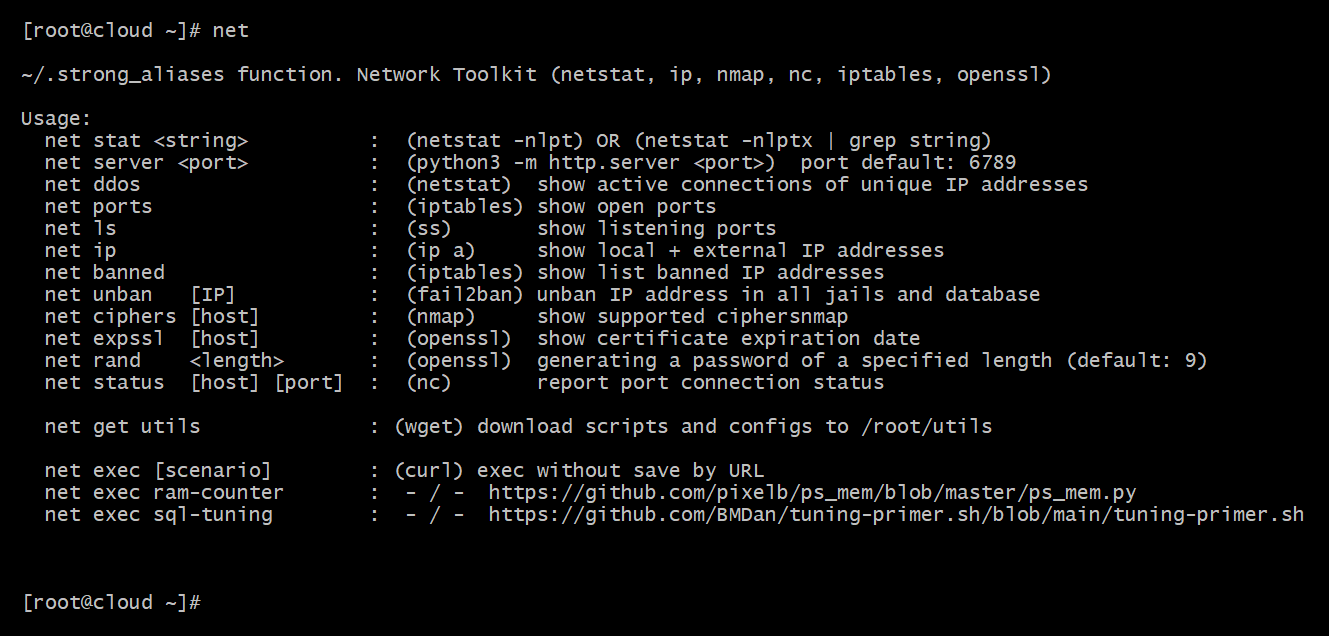 [root@cloud ~]# net
~/.strong_aliases function. Network Toolkit (netstat, ip, nmap, nc, iptables, openssl)
Usage:
net stat <string> : (netstat -nlpt) OR (netstat -nlptx | grep string)
net server <port> : (python3 -m http.server <port>) port default: 6789
net ddos : (netstat) show active connections of unique IP addresses
net ports : (iptables) show open ports
net ls : (ss) show listening ports
net ip : (ip a) show local + external IP addresses
net banned : (iptables) show list banned IP addresses
net unban [IP] : (fail2ban) unban IP address in all jails and database
net ciphers [host] : (nmap) show supported ciphersnmap
net expssl [host] : (openssl) show certificate expiration date
net rand <length> : (openssl) generating a password of a specified length (default: 9)
net status [host] [port] : (nc) report port connection status
net get utils : (wget) download scripts and configs to /root/utils
net exec [scenario] : (curl) exec without save by URL
net exec ram-counter : - / - https://github.com/pixelb/ps_mem/blob/master/ps_mem.py
net exec sql-tuning : - / - https://github.com/BMDan/tuning-primer.sh/blob/main/tuning-primer.sh
[root@cloud ~]#